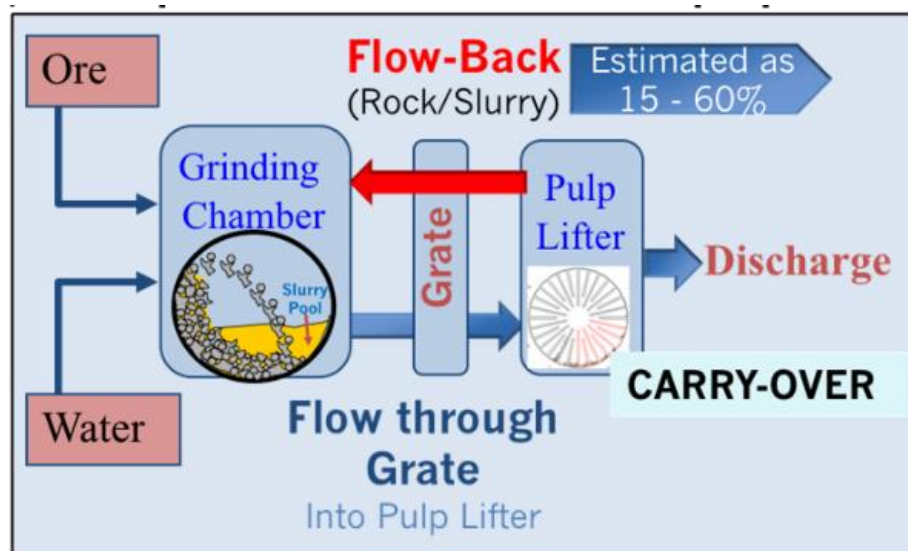 Ore
Flow-Back
(Rock/Slurry)
Estimated as
15 - 60%
Grinding
Chamber
Slurry
Pool
Grate
Pulp
Lifter
Discharge
CARRY-OVER
Water
Flow through
Grate
Into Pulp Lifter